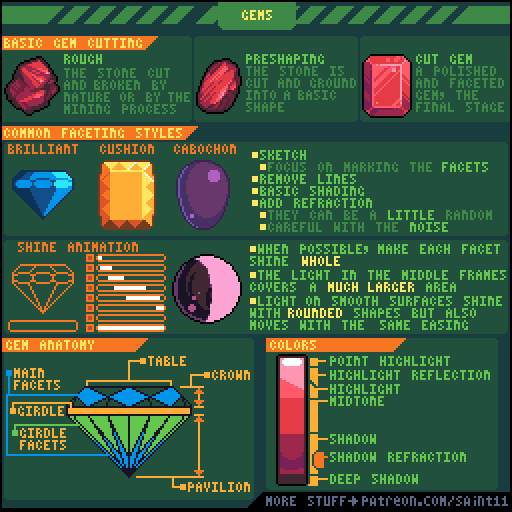 GEMS
BASIC GEM CUTTING
ROUGH
THE STONE CUT
AND BROKEN BY
NATURE OR BY THE
MINING PROCESS
PRESHAPING
THE STONE IS
CUT AND GROUND
INTO A BASIC
SHAPE
CUT GEM
A POLISHED
AND FACETED
GEM, THE
FINAL STAGE
COMMON FACETING STYLES
BRILLIANT
CUSHION
CABOCHON
SKETCH
FOCUS ON MARKING THE FACETS
REMOVE LINES
BASIC SHADING
ADD REFRACTION
THEY CAN BE A LITTLE RANDOM
CAREFUL WITH THE NOISE
SHINE ANIMATION
WHEN POSSIBLE, MAKE EACH FACET
SHINE WHOLE
THE LIGHT IN THE MIDDLE FRAMES
COVERS A MUCH LARGER AREA
LIGHT ON SMOOTH SURFACES SHINE
WITH ROUNDED SHAPES BUT ALSO
MOVES WITH THE SAME EASING
GEM ANATOMY
TABLE
CROWN
MAIN
FACETS
GIRDLE
GIRDLE
FACETS
PAVILION
COLORS
POINT HIGHLIGHT
HIGHLIGHT REFLECTION
HIGHLIGHT
MIDTONE
SHADOW
SHADOW REFRACTION
DEEP SHADOW
MORE STUFF→PATREON.COM/SAINT11